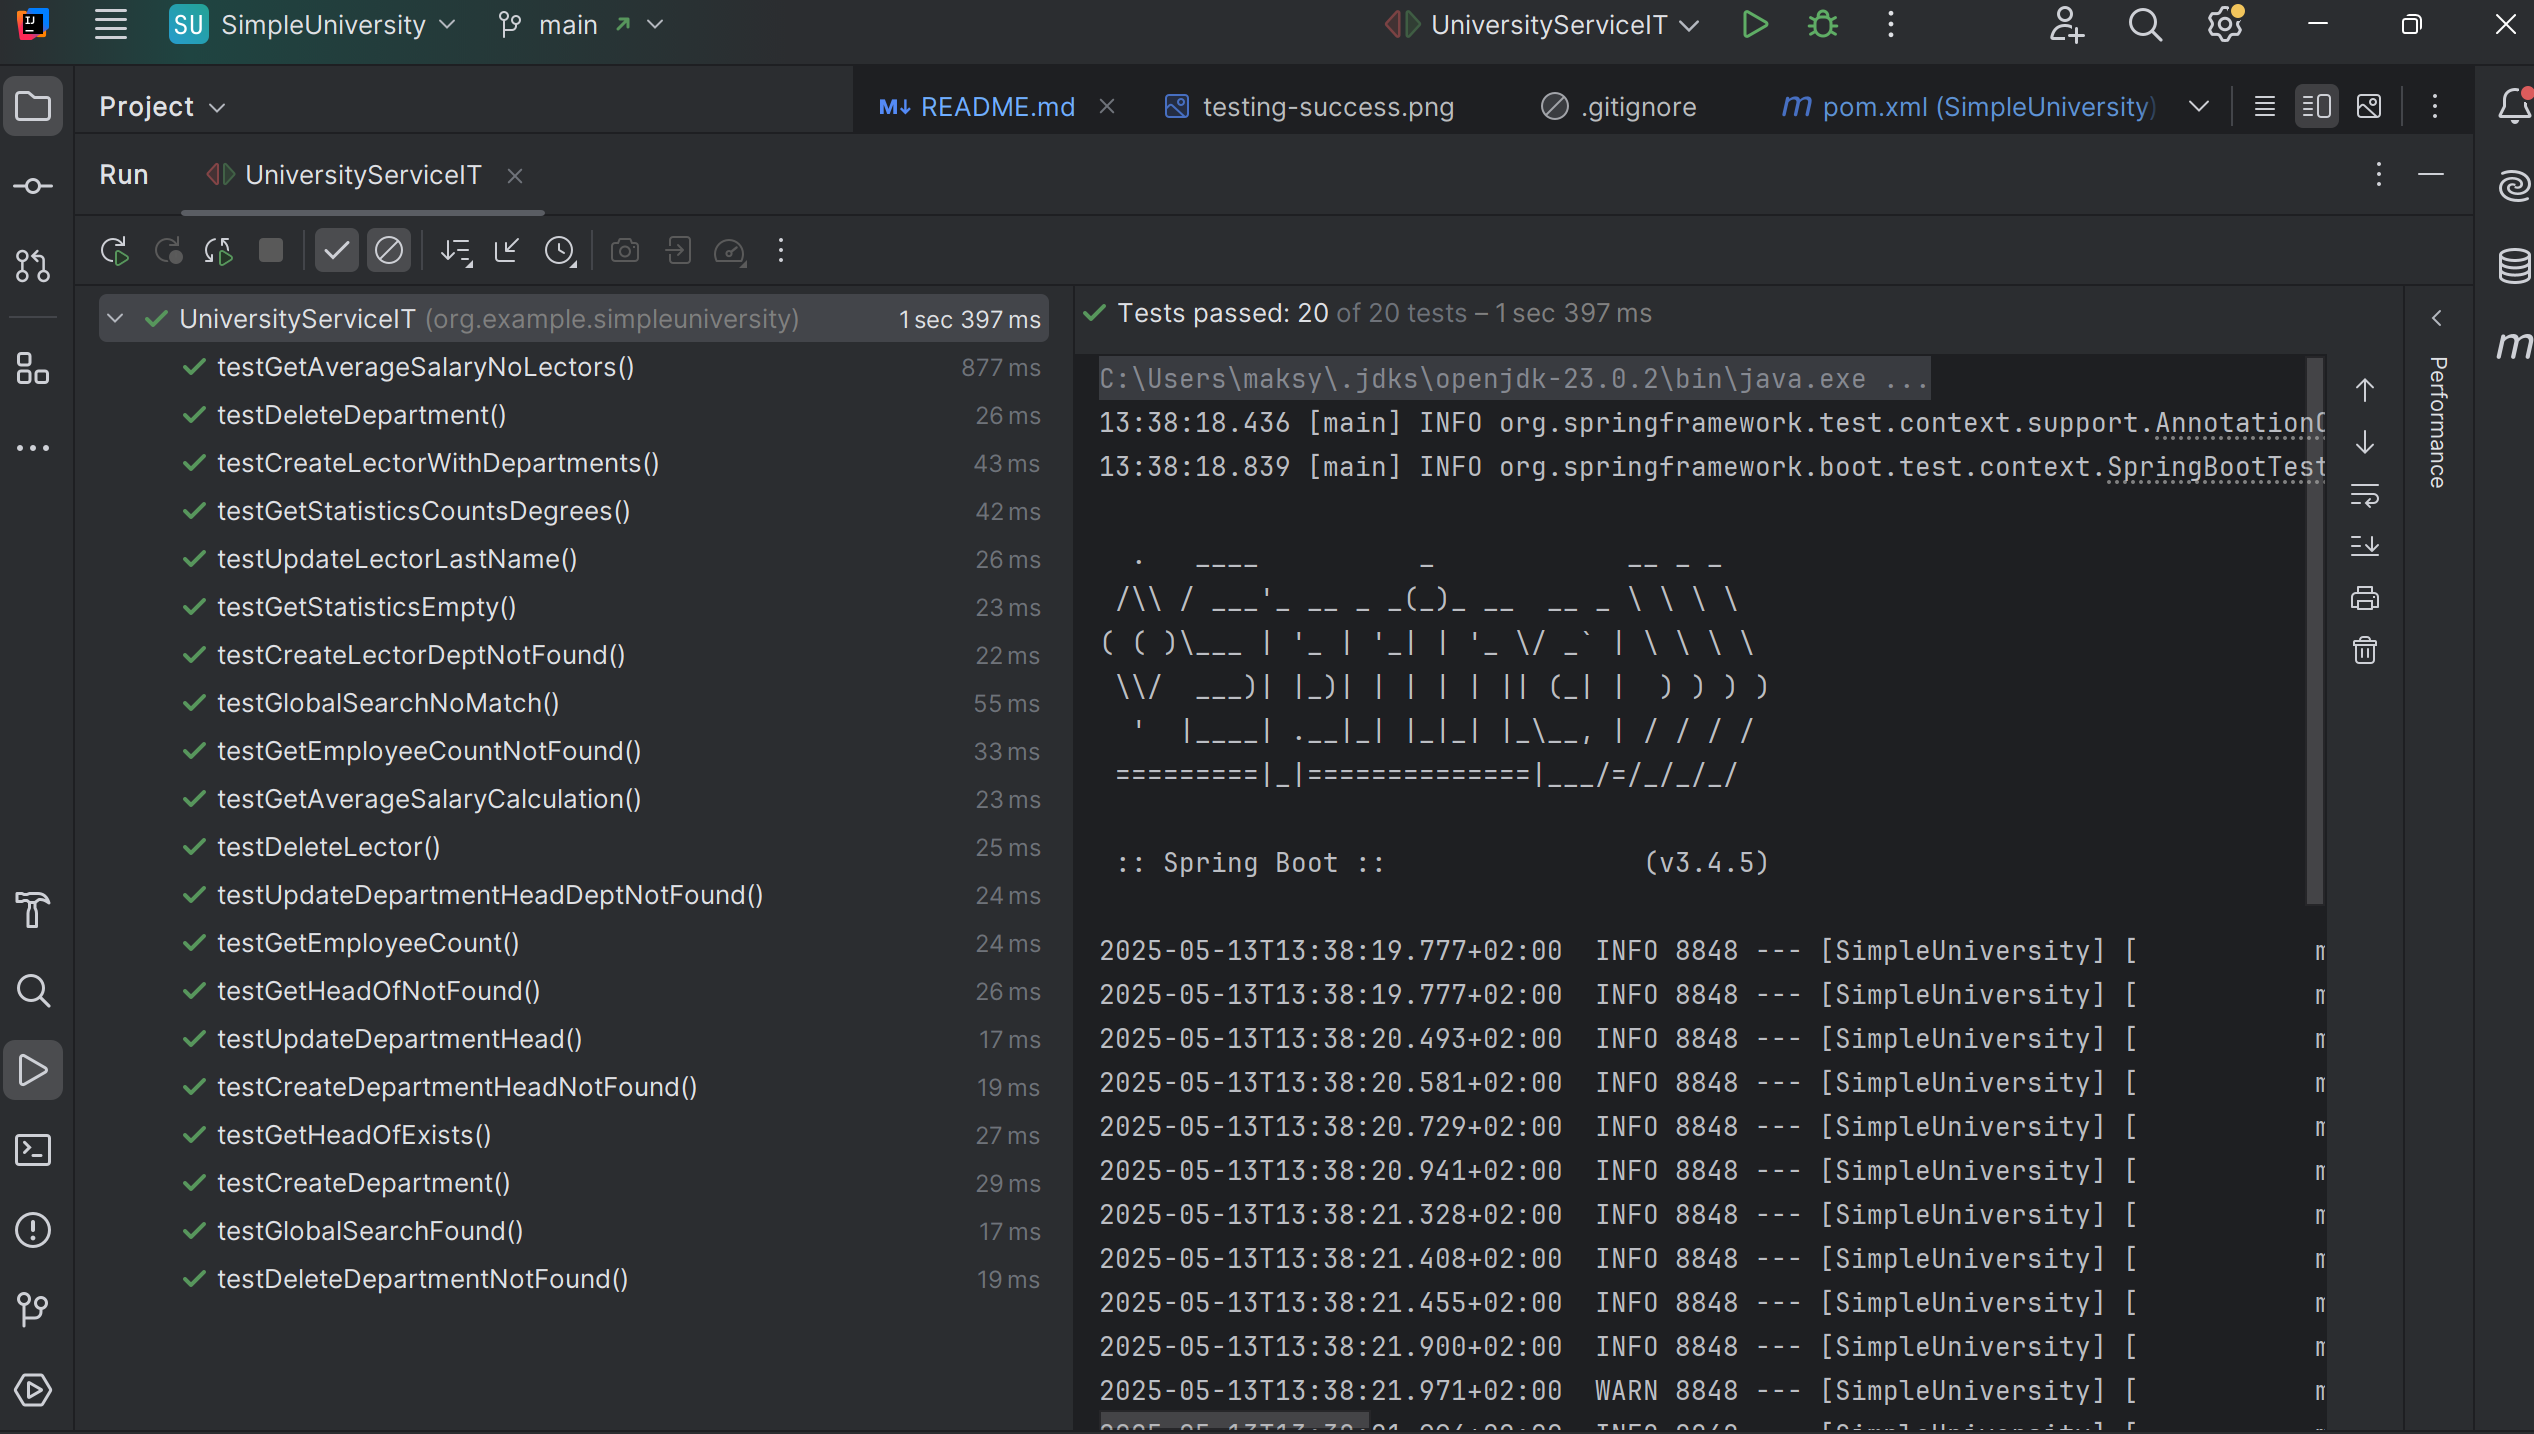 SU SimpleUniversity main UniversityServiceIT
Project README.md testing-success.png .gitignore pom.xml (SimpleUniversity)
Run UniversityServiceIT
UniversityServiceIT (org.example.simpleuniversity) 1 sec 397 ms
testGetAverageSalaryNoLectors() 877 ms
testDeleteDepartment() 26 ms
testCreateLectorWithDepartments() 43 ms
testGetStatisticsCountsDegrees() 42 ms
testUpdateLectorLastName() 26 ms
testGetStatisticsEmpty() 23 ms
testCreateLectorDeptNotFound() 22 ms
testGlobalSearchNoMatch() 55 ms
testGetEmployeeCountNotFound() 33 ms
testGetAverageSalaryCalculation() 23 ms
testDeleteLector() 25 ms
testUpdateDepartmentHeadDeptNotFound() 24 ms
testGetEmployeeCount() 24 ms
testGetHeadOfNotFound() 26 ms
testUpdateDepartmentHead() 17 ms
testCreateDepartmentHeadNotFound() 19 ms
testGetHeadOfExists() 27 ms
testCreateDepartment() 29 ms
testGlobalSearchFound() 17 ms
testDeleteDepartmentNotFound() 19 ms
Tests passed: 20 of 20 tests – 1 sec 397 ms
C:\Users\maksy\.jdks\openjdk-23.0.2\bin\java.exe ...
13:38:18.436 [main] INFO org.springframework.test.context.support.Annotation
13:38:18.839 [main] INFO org.springframework.boot.test.context.SpringBootTest
  .   ____          _            __ _ _
 /\\ / ___'_ __ _ _(_)_ __  __ _ \ \ \ \
( ( )\___ | '_ | '_| | '_ \/ _` | \ \ \ \
 \\/  ___)| |_)| | | | | || (_| |  ) ) ) )
  '  |____| .__|_| |_|_| |_\__, | / / / /
 =========|_|==============|___/=/_/_/_/
 :: Spring Boot ::                (v3.4.5)
2025-05-13T13:38:19.777+02:00  INFO 8848 --- [SimpleUniversity] [
2025-05-13T13:38:19.777+02:00  INFO 8848 --- [SimpleUniversity] [
2025-05-13T13:38:20.493+02:00  INFO 8848 --- [SimpleUniversity] [
2025-05-13T13:38:20.581+02:00  INFO 8848 --- [SimpleUniversity] [
2025-05-13T13:38:20.729+02:00  INFO 8848 --- [SimpleUniversity] [
2025-05-13T13:38:20.941+02:00  INFO 8848 --- [SimpleUniversity] [
2025-05-13T13:38:21.328+02:00  INFO 8848 --- [SimpleUniversity] [
2025-05-13T13:38:21.408+02:00  INFO 8848 --- [SimpleUniversity] [
2025-05-13T13:38:21.455+02:00  INFO 8848 --- [SimpleUniversity] [
2025-05-13T13:38:21.900+02:00  INFO 8848 --- [SimpleUniversity] [
2025-05-13T13:38:21.971+02:00  WARN 8848 --- [SimpleUniversity] [
Performance